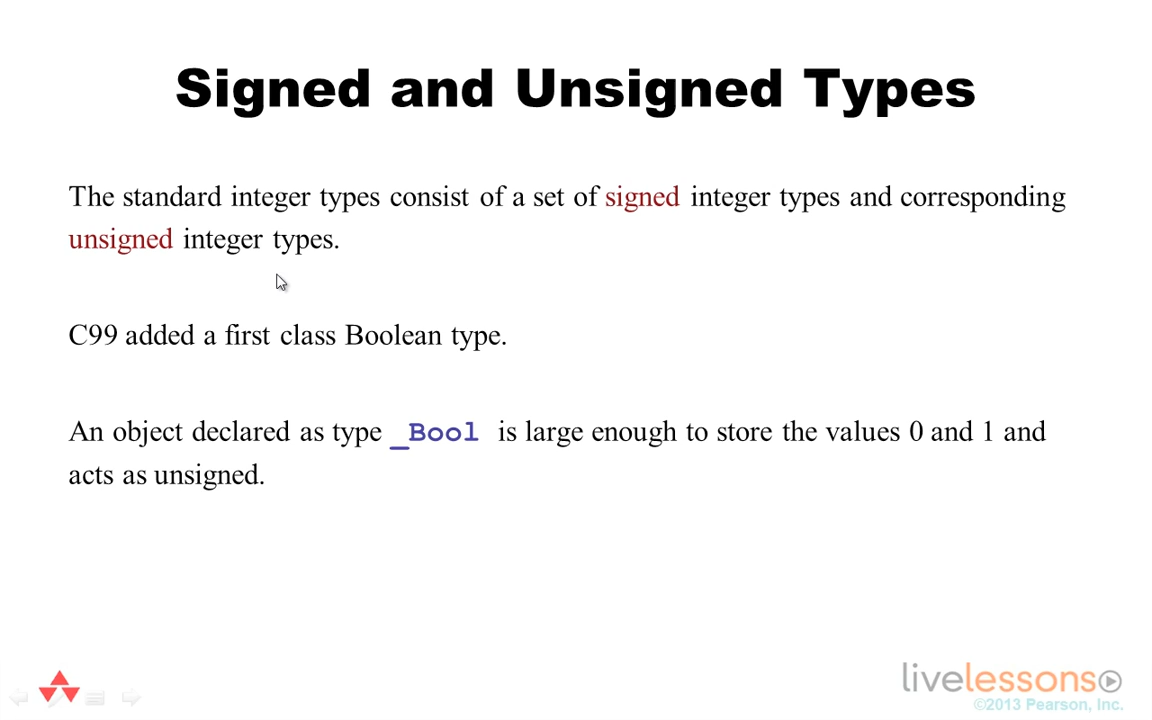 Signed and Unsigned Types
The standard integer types consist of a set of signed integer types and corresponding
unsigned integer types.
C99 added a first class Boolean type.
An object declared as type _Bool is large enough to store the values 0 and 1 and
acts as unsigned.
livelessons
©2013 Pearson, Inc.